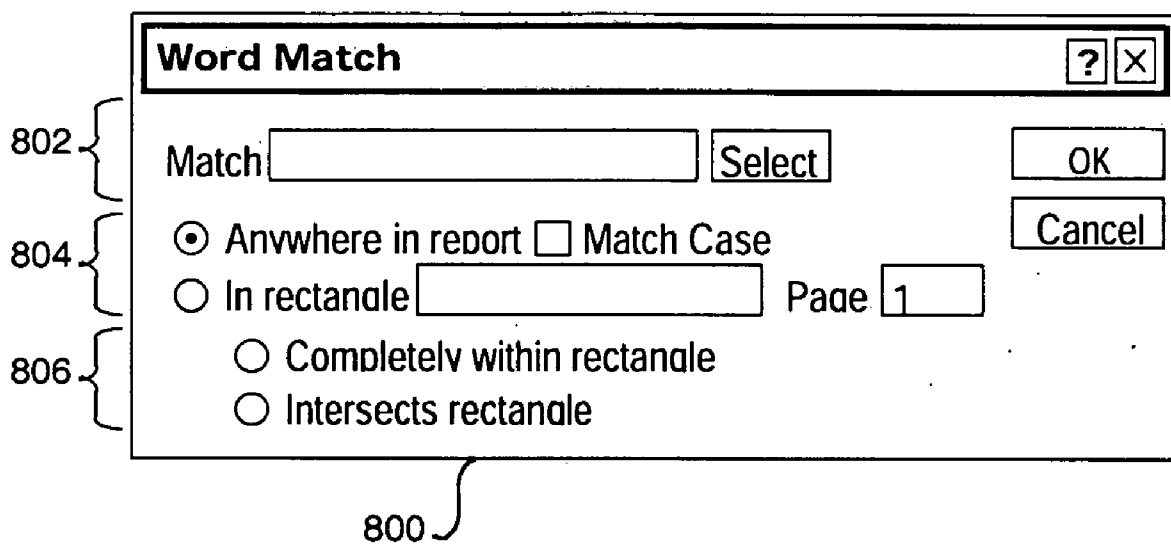 Word Match ? X
802 Match Select OK
804 Anywhere in report Match Case Cancel
In rectangle Page 1
806 Completely within rectangle
Intersects rectangle
800